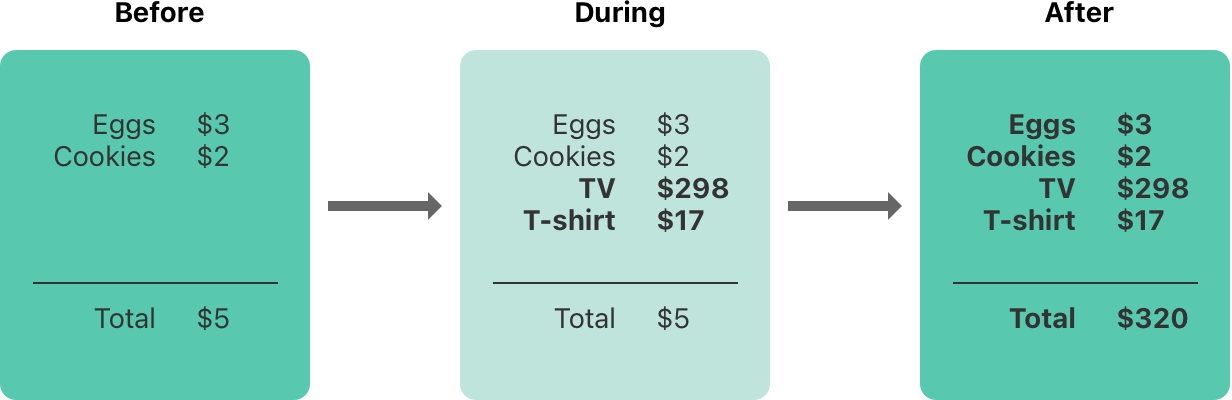 Before
Eggs $3
Cookies $2
Total $5
During
Eggs $3
Cookies $2
TV $298
T-shirt $17
Total $5
After
Eggs $3
Cookies $2
TV $298
T-shirt $17
Total $320